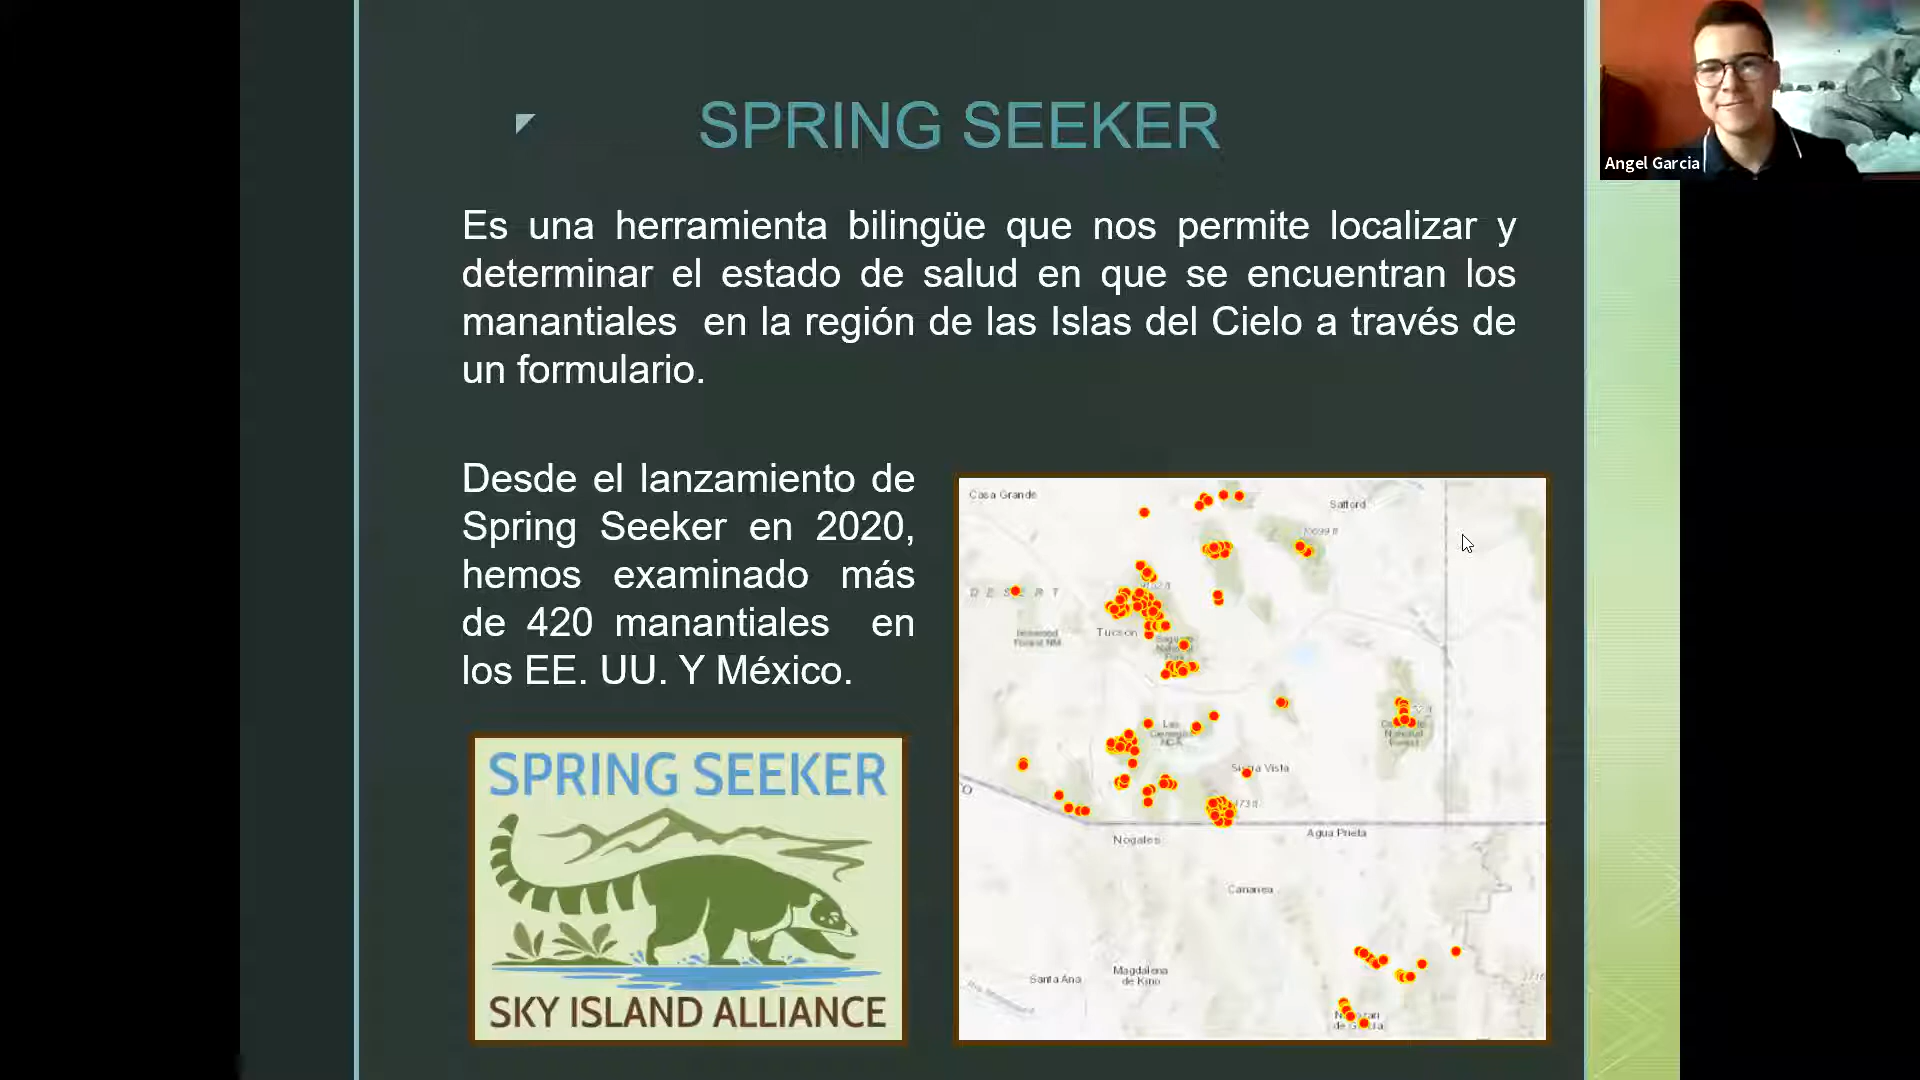 SPRING SEEKER
Angel Garcia
Es una herramienta bilingüe que nos permite localizar y
determinar el estado de salud en que se encuentran los
manantiales en la región de las Islas del Cielo a través de
un formulario.
Desde el lanzamiento de
Spring Seeker en 2020,
hemos examinado más
de 420 manantiales en
los EE. UU. Y México.
SPRING SEEKER
SKY ISLAND ALLIANCE
Casa Grande
Safford
DESERT
Tucson
Sierra Vista
Nogales
Agua Prieta
Cananea
Santa Ana
Magdalena
de Kino